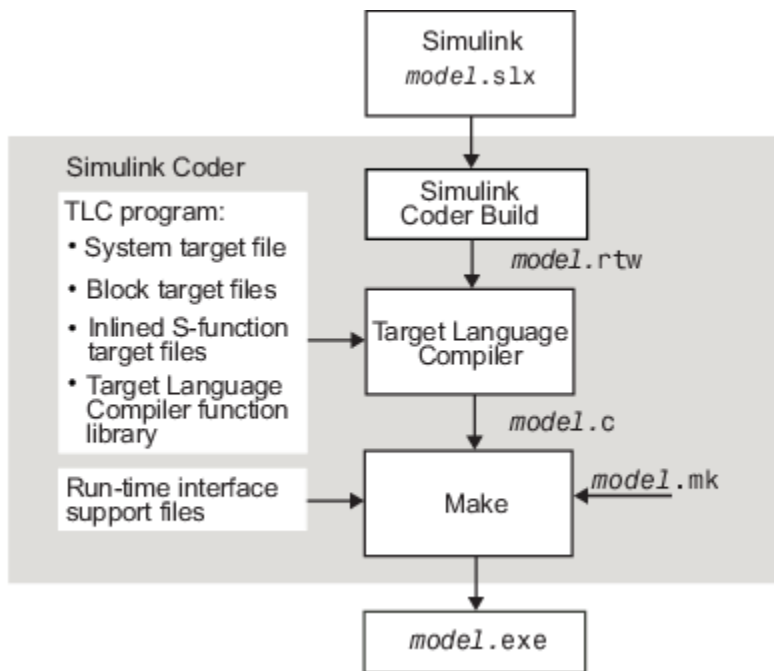 Simulink
model.slx
Simulink Coder
Simulink
Coder Build
TLC program:
• System target file
• Block target files
• Inlined S-function
target files
• Target Language
Compiler function
library
model.rtw
Target Language
Compiler
model.c
Run-time interface
support files
Make
model.mk
model.exe